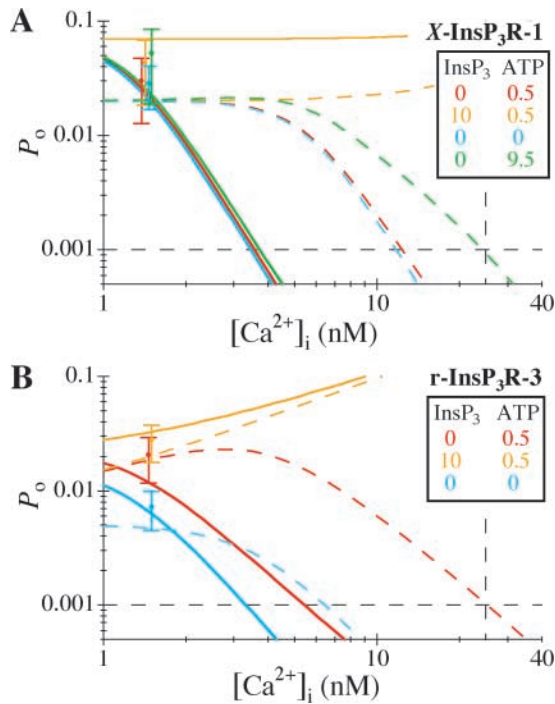 A
X-InsP₃R-1
InsP₃ ATP
0 0.5
10 0.5
0 0
0 9.5
0.1
0.01
0.001
Pₒ
1 10 40
[Ca²⁺]ᵢ (nM)
B
r-InsP₃R-3
InsP₃ ATP
0 0.5
10 0.5
0 0
0.1
0.01
0.001
Pₒ
1 10 40
[Ca²⁺]ᵢ (nM)